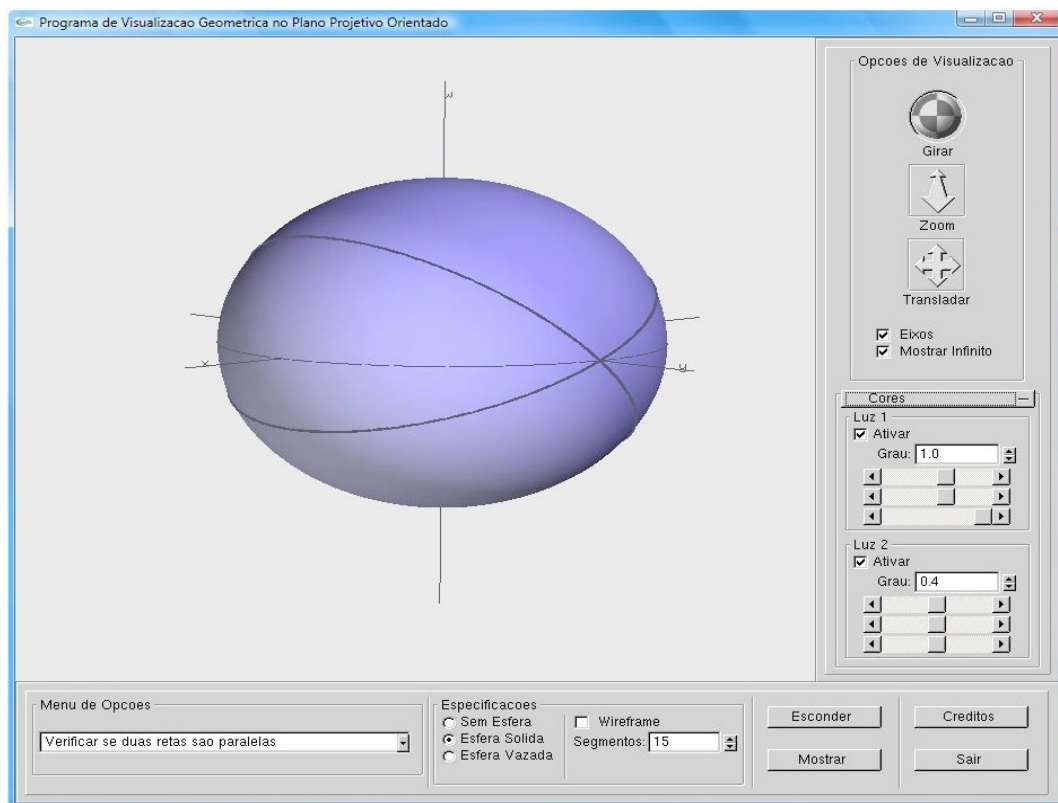 Programa de Visualizacao Geometrica no Plano Projetivo Orientado
Opcoes de Visualizacao
w
Girar
Zoom
Transladar
x
y
Eixos
Mostrar Infinito
Cores
Luz 1
Ativar
Grau: 1.0
Luz 2
Ativar
Grau: 0.4
Menu de Opcoes
Verificar se duas retas sao paralelas
Especificacoes
Sem Esfera
Esfera Solida
Esfera Vazada
Wireframe
Segmentos: 15
Esconder
Creditos
Mostrar
Sair